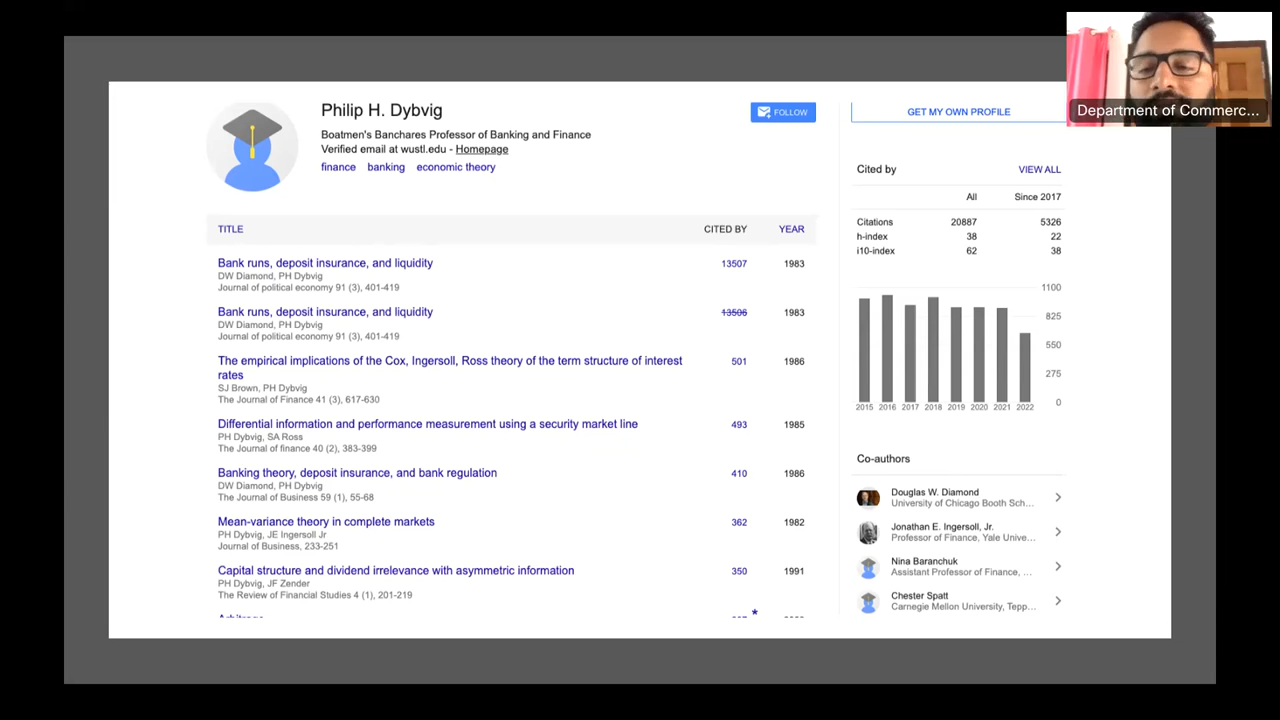 Philip H. Dybvig
FOLLOW
Boatmen's Banchares Professor of Banking and Finance
Verified email at wustl.edu - Homepage
finance banking economic theory
TITLE CITED BY YEAR
Bank runs, deposit insurance, and liquidity 13507 1983
DW Diamond, PH Dybvig
Journal of political economy 91 (3), 401-419
Bank runs, deposit insurance, and liquidity 13506 1983
DW Diamond, PH Dybvig
Journal of political economy 91 (3), 401-419
The empirical implications of the Cox, Ingersoll, Ross theory of the term structure of interest 501 1986
rates
SJ Brown, PH Dybvig
The Journal of Finance 41 (3), 617-630
Differential information and performance measurement using a security market line 493 1985
PH Dybvig, SA Ross
The Journal of finance 40 (2), 383-399
Banking theory, deposit insurance, and bank regulation 410 1986
DW Diamond, PH Dybvig
The Journal of Business 59 (1), 55-68
Mean-variance theory in complete markets 362 1982
PH Dybvig, JE Ingersoll Jr
Journal of Business, 233-251
Capital structure and dividend irrelevance with asymmetric information 350 1991
PH Dybvig, JF Zender
The Review of Financial Studies 4 (1), 201-219
*
GET MY OWN PROFILE
Cited by VIEW ALL
All Since 2017
Citations 20887 5326
h-index 38 22
i10-index 62 38
1100
825
550
275
0
2015 2016 2017 2018 2019 2020 2021 2022
Co-authors
Douglas W. Diamond
University of Chicago Booth Sch...
Jonathan E. Ingersoll, Jr.
Professor of Finance, Yale Unive...
Nina Baranchuk
Assistant Professor of Finance, ...
Chester Spatt
Carnegie Mellon University, Tepp...
Department of Commerc...